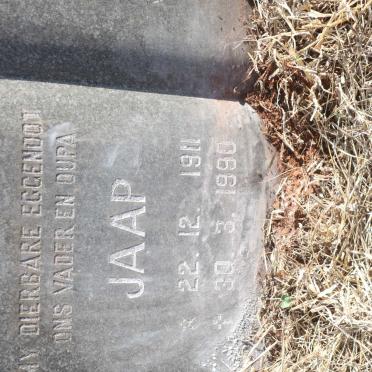 MY DIERBARE EGGENOOT
ONS VADER EN OUPA
JAAP
* 22. 12. 1911
+ 30. 3. 1990